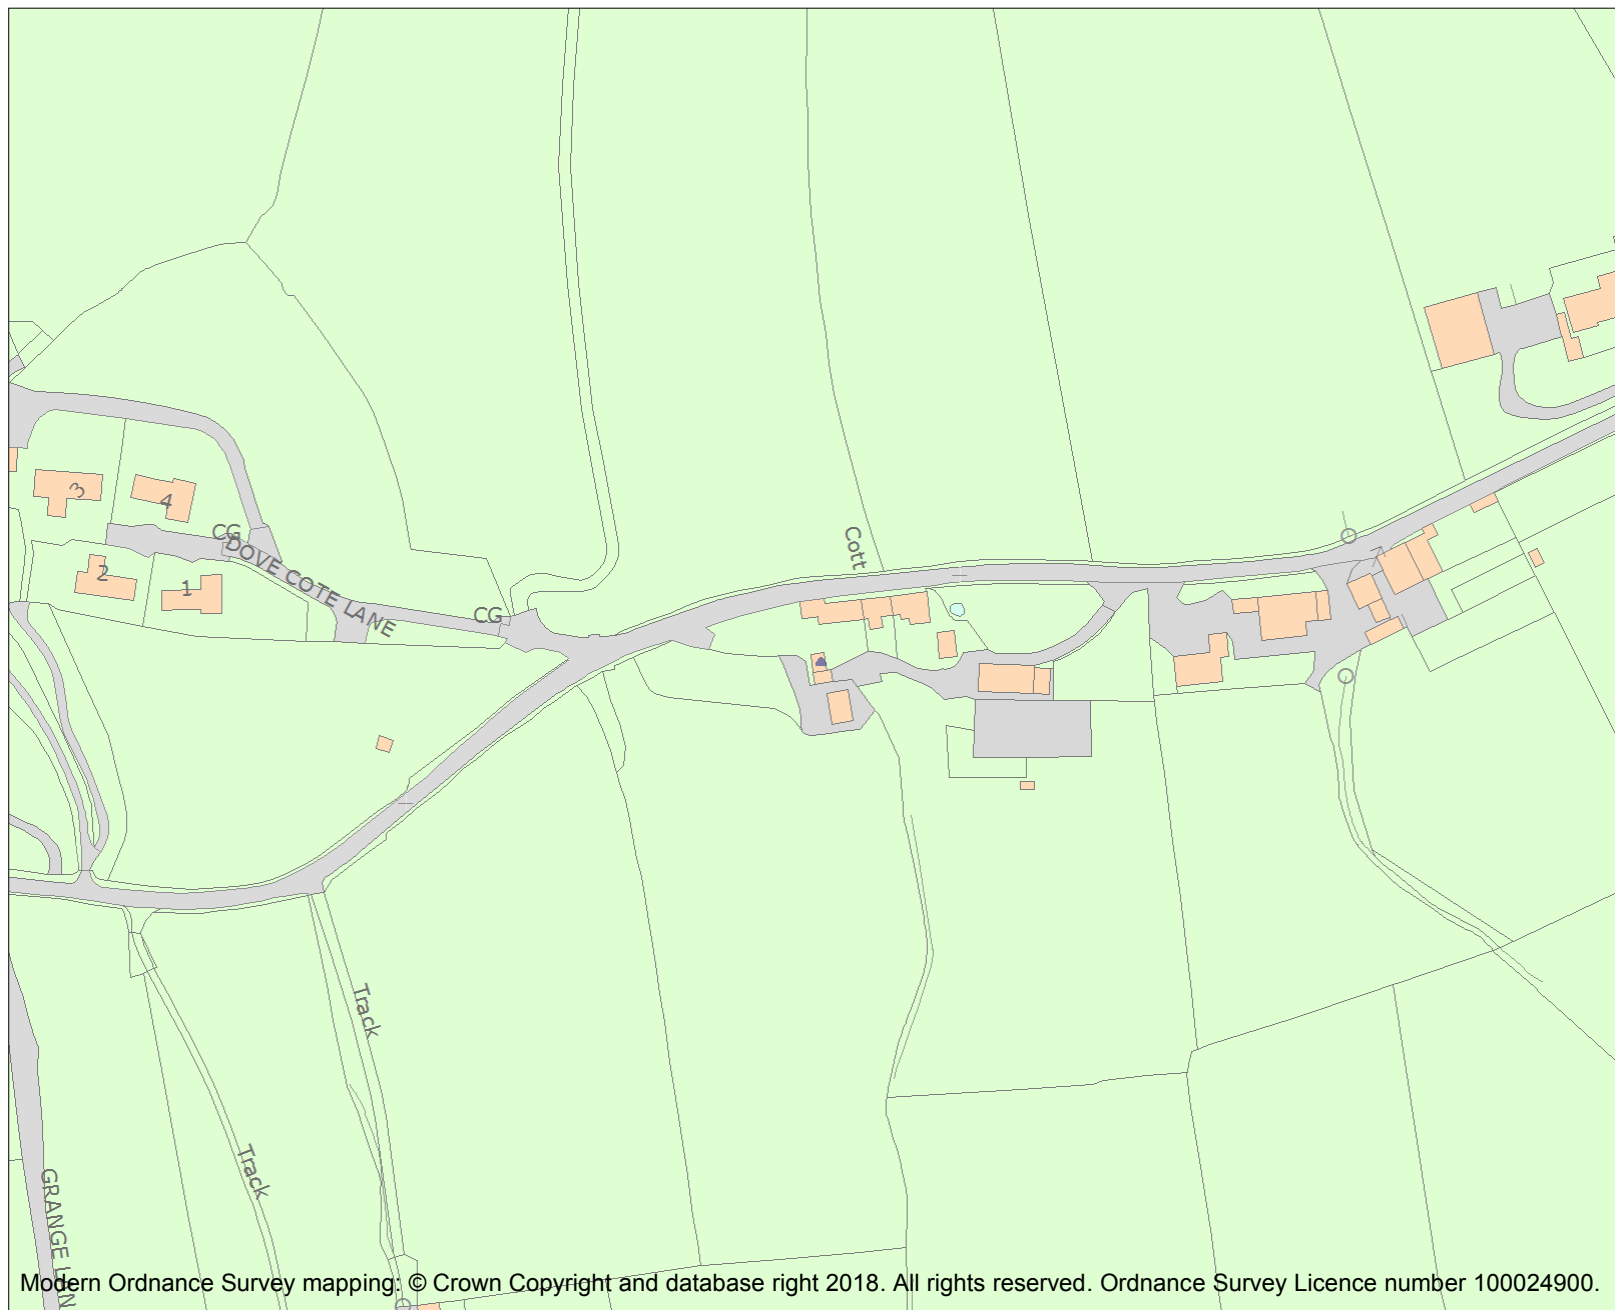 3
4
CG
DOVE COTE LANE
2
1
CG
Cott
Track
Track
GRANGE LAN
Modern Ordnance Survey mapping: © Crown Copyright and database right 2018. All rights reserved. Ordnance Survey Licence number 100024900.